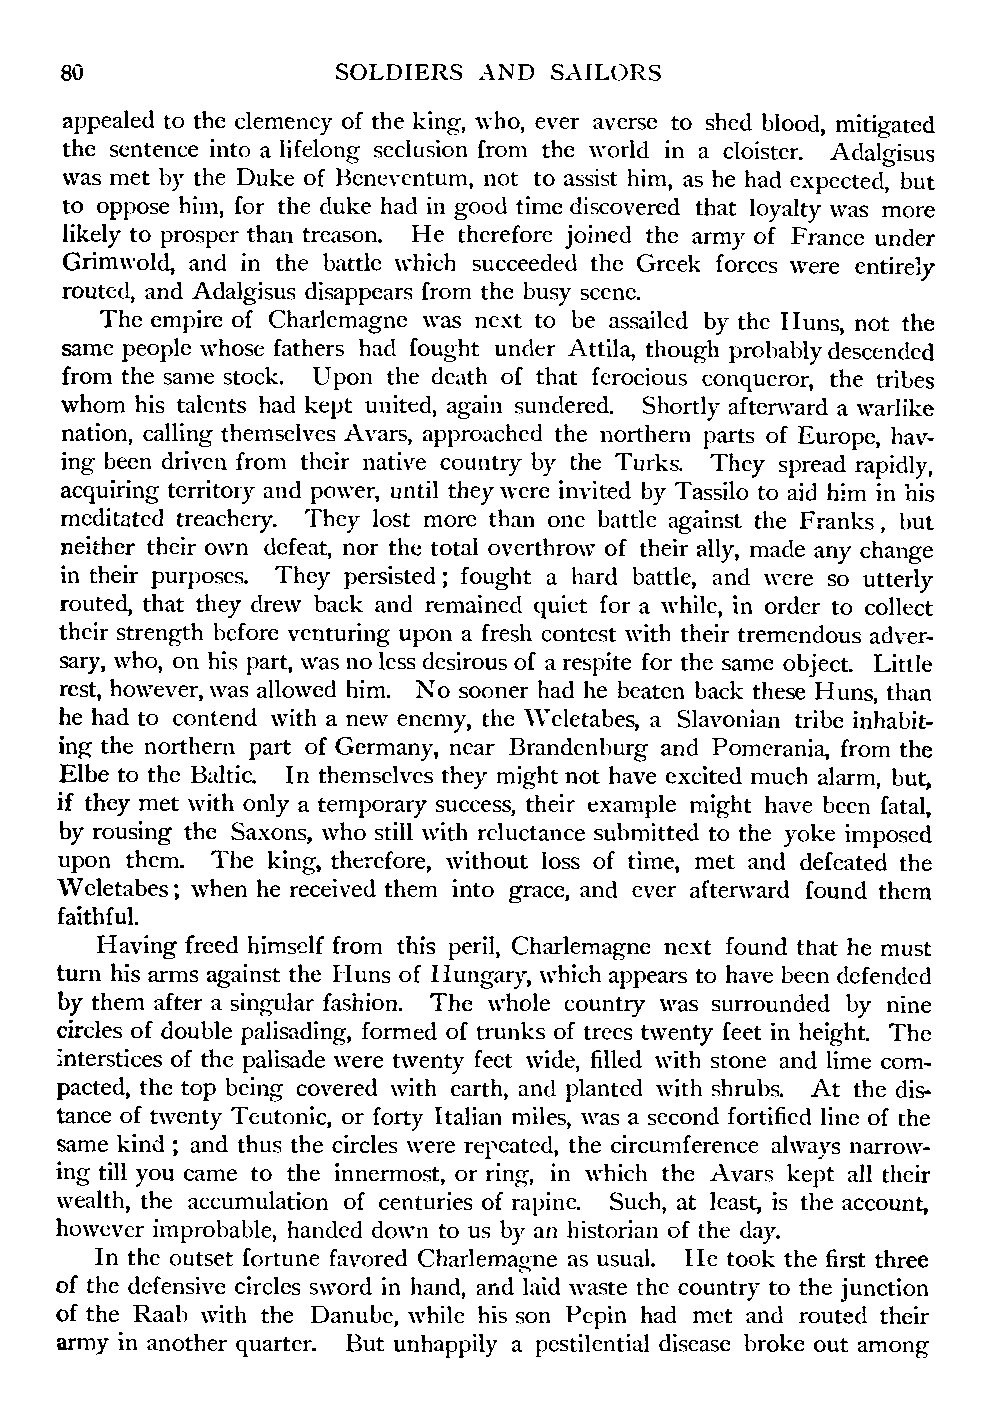 80 SOLDIERS AND SAILORS
appealed to the clemency of the king, who, ever averse to shed blood, mitigated
the sentence into a lifelong seclusion from the world in a cloister. Adalgisus
was met by the Duke of Beneventum, not to assist him, as he had expected, but
to oppose him, for the duke had in good time discovered that loyalty was more
likely to prosper than treason. He therefore joined the army of France under
Grimwold, and in the battle which succeeded the Greek forces were entirely
routed, and Adalgisus disappears from the busy scene.
The empire of Charlemagne was next to be assailed by the Huns, not the
same people whose fathers had fought under Attila, though probably descended
from the same stock. Upon the death of that ferocious conqueror, the tribes
whom his talents had kept united, again sundered. Shortly afterward a warlike
nation, calling themselves Avars, approached the northern parts of Europe, hav-
ing been driven from their native country by the Turks. They spread rapidly,
acquiring territory and power, until they were invited by Tassilo to aid him in his
meditated treachery. They lost more than one battle against the Franks, but
neither their own defeat, nor the total overthrow of their ally, made any change
in their purposes. They persisted; fought a hard battle, and were so utterly
routed, that they drew back and remained quiet for a while, in order to collect
their strength before venturing upon a fresh contest with their tremendous adver-
sary, who, on his part, was no less desirous of a respite for the same object. Little
rest, however, was allowed him. No sooner had he beaten back these Huns, than
he had to contend with a new enemy, the Weletabes, a Slavonian tribe inhabit-
ing the northern part of Germany, near Brandenburg and Pomerania, from the
Elbe to the Baltic. In themselves they might not have excited much alarm, but,
if they met with only a temporary success, their example might have been fatal,
by rousing the Saxons, who still with reluctance submitted to the yoke imposed
upon them. The king, therefore, without loss of time, met and defeated the
Weletabes; when he received them into grace, and ever afterward found them
faithful.
Having freed himself from this peril, Charlemagne next found that he must
turn his arms against the Huns of Hungary, which appears to have been defended
by them after a singular fashion. The whole country was surrounded by nine
circles of double palisading, formed of trunks of trees twenty feet in height. The
interstices of the palisade were twenty feet wide, filled with stone and lime com-
pacted, the top being covered with earth, and planted with shrubs. At the dis-
tance of twenty Teutonic, or forty Italian miles, was a second fortified line of the
same kind; and thus the circles were repeated, the circumference always narrow-
ing till you came to the innermost, or ring, in which the Avars kept all their
wealth, the accumulation of centuries of rapine. Such, at least, is the account,
however improbable, handed down to us by an historian of the day.
In the outset fortune favored Charlemagne as usual. He took the first three
of the defensive circles sword in hand, and laid waste the country to the junction
of the Raab with the Danube, while his son Pepin had met and routed their
army in another quarter. But unhappily a pestilential disease broke out among